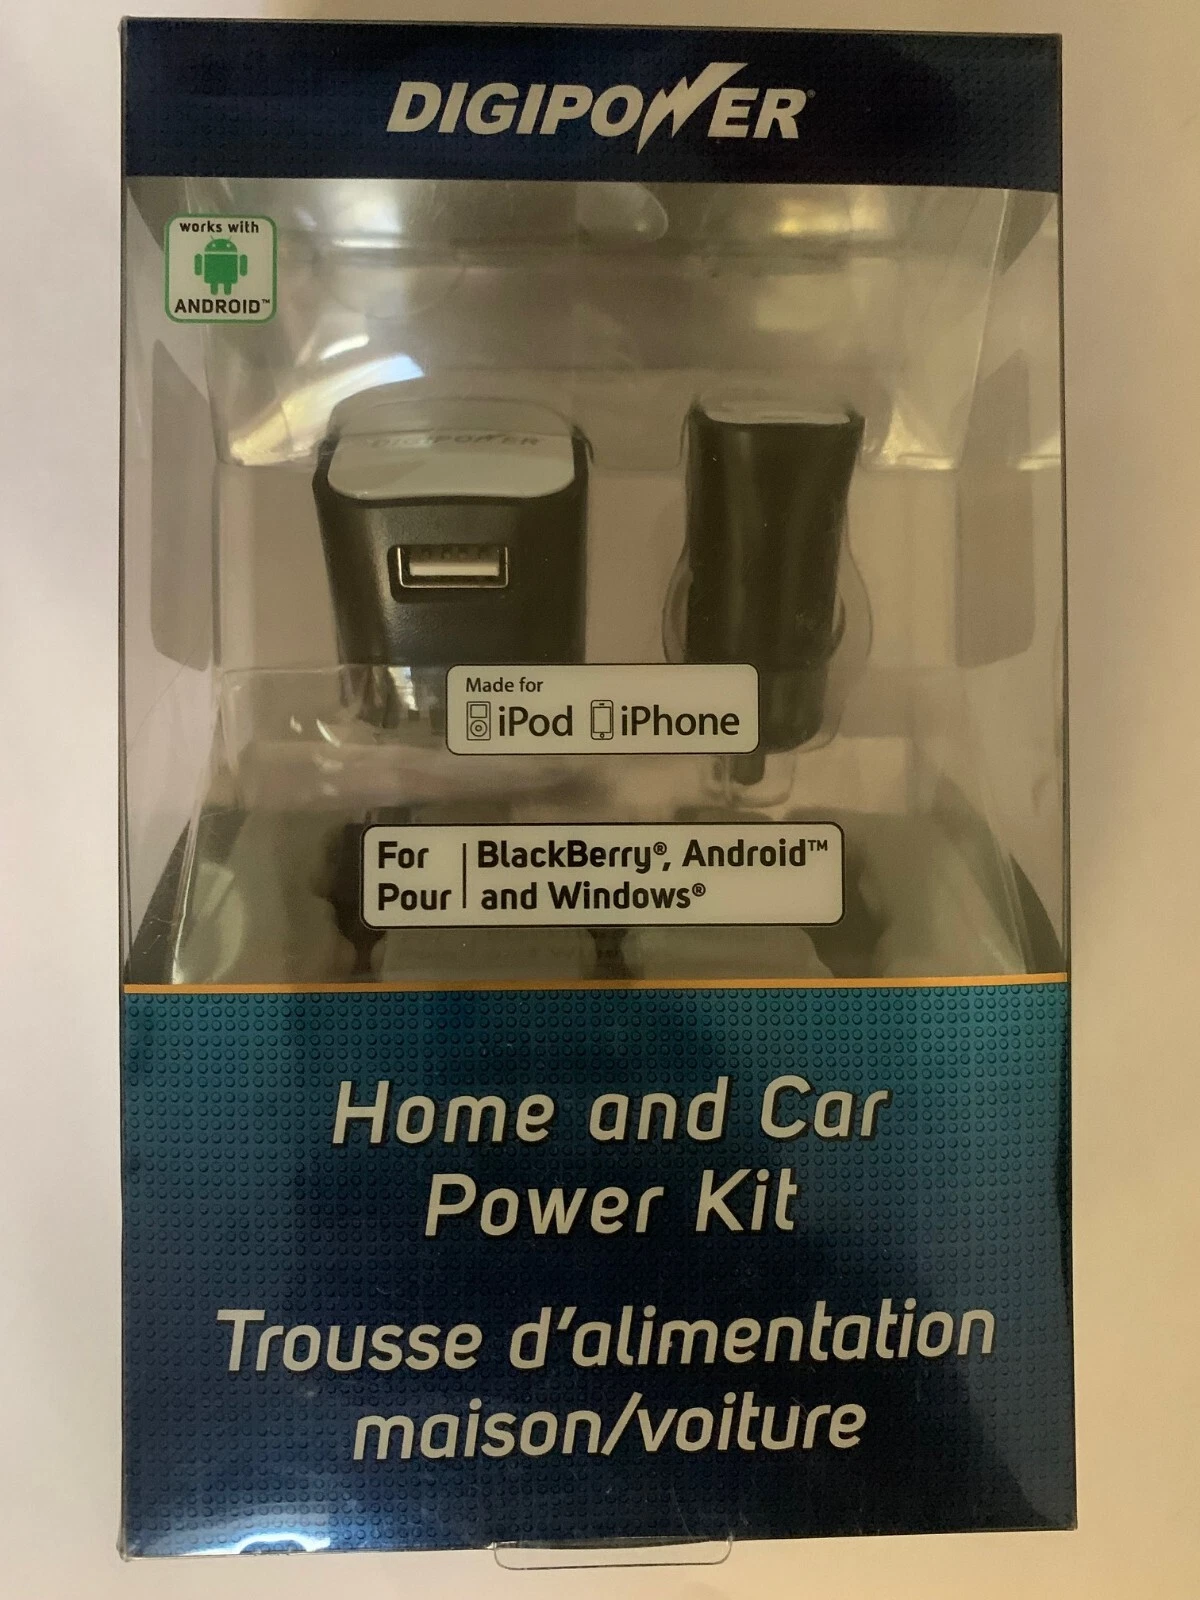 DIGIPOWER®
works with
ANDROID™
DIGIPOWER
Made for
iPod iPhone
For Pour | BlackBerry®, Android™
and Windows®
Home and Car
Power Kit
Trousse d'alimentation
maison/voiture